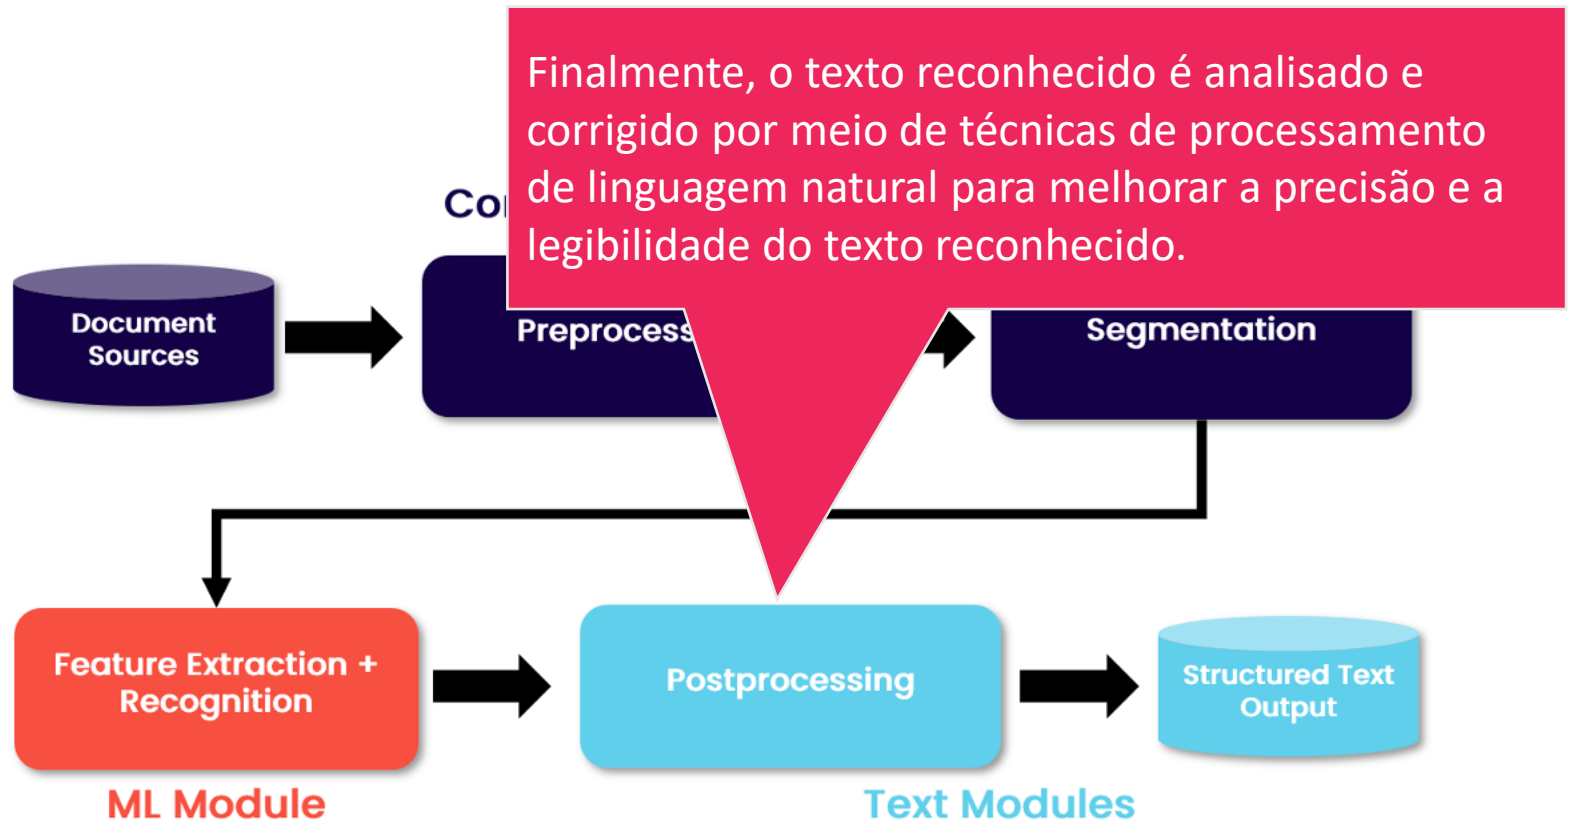 Finalmente, o texto reconhecido é analisado e
corrigido por meio de técnicas de processamento
de linguagem natural para melhorar a precisão e a
legibilidade do texto reconhecido.
Document
Sources
Segmentation
Feature Extraction +
Recognition
Postprocessing
Structured Text
Output
ML Module
Text Modules